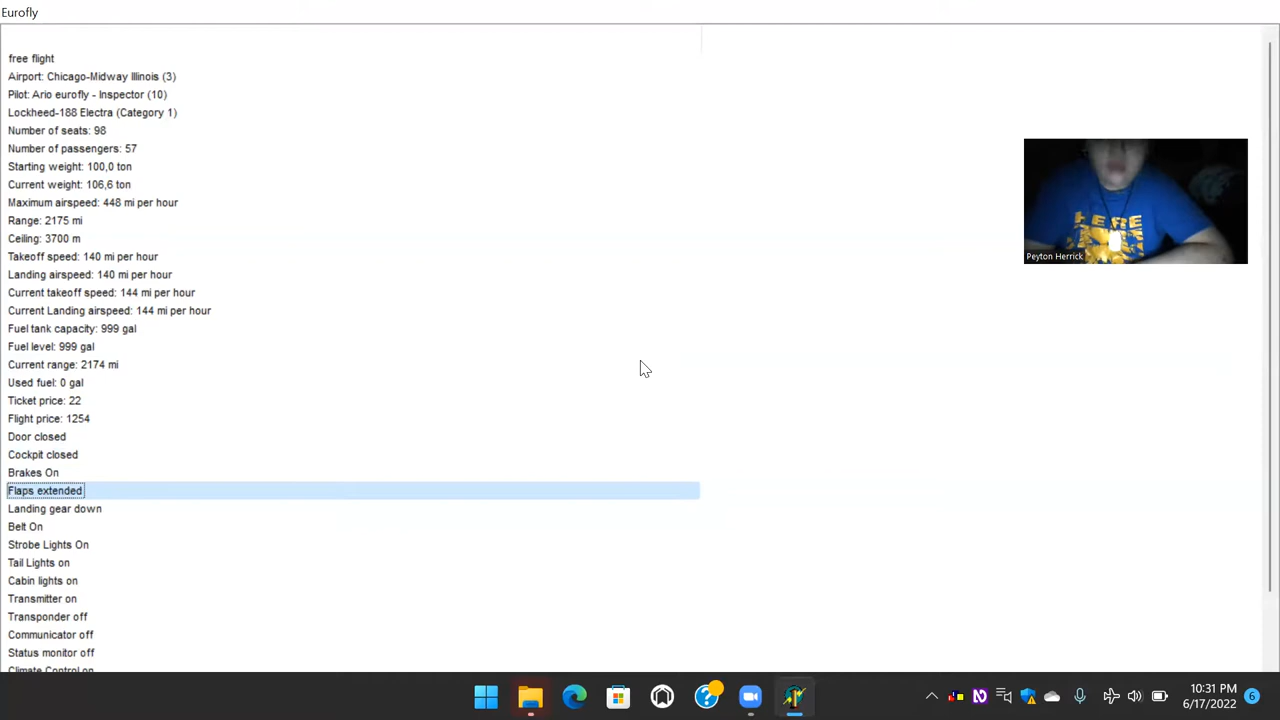 Eurofly
free flight
Airport: Chicago-Midway Illinois (3)
Pilot: Ario eurofly - Inspector (10)
Lockheed-188 Electra (Category 1)
Number of seats: 98
Number of passengers: 57
Starting weight: 100,0 ton
Current weight: 106,6 ton
Maximum airspeed: 448 mi per hour
Range: 2175 mi
Ceiling: 3700 m
Takeoff speed: 140 mi per hour
Landing airspeed: 140 mi per hour
Current takeoff speed: 144 mi per hour
Current Landing airspeed: 144 mi per hour
Fuel tank capacity: 999 gal
Fuel level: 999 gal
Current range: 2174 mi
Used fuel: 0 gal
Ticket price: 22
Flight price: 1254
Door closed
Cockpit closed
Brakes On
Flaps extended
Landing gear down
Belt On
Strobe Lights On
Tail Lights on
Cabin lights on
Transmitter on
Transponder off
Communicator off
Status monitor off
Climate Control on
HERE
Peyton Herrick
10:31 PM
6/17/2022
6